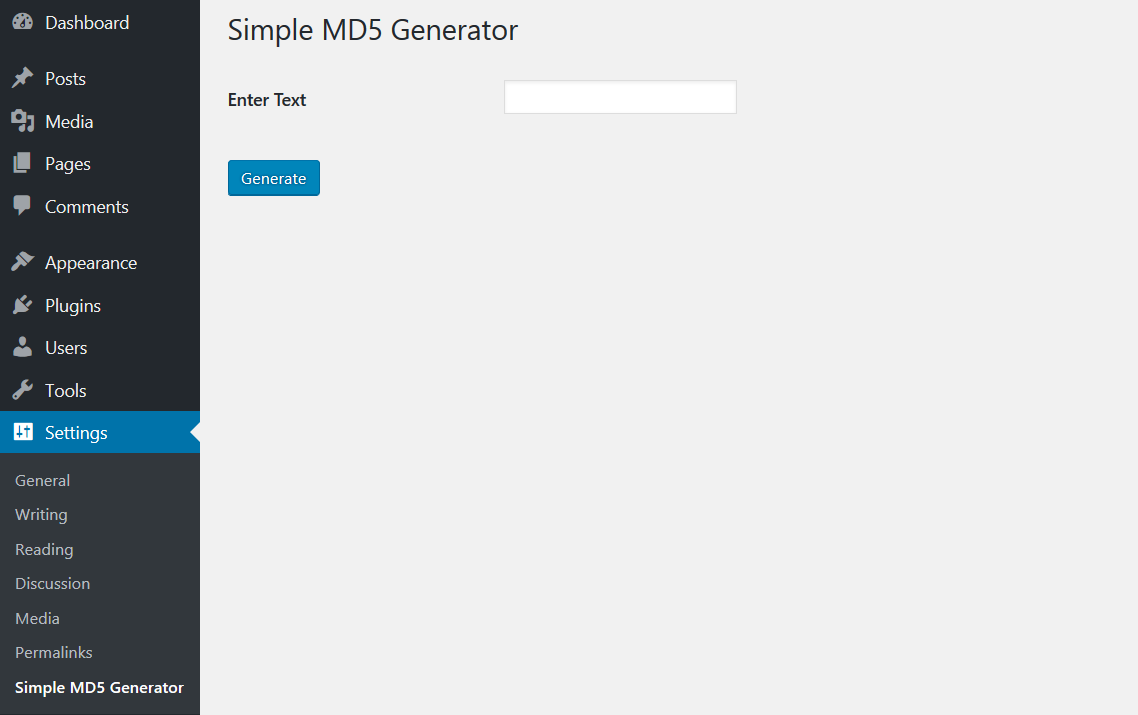 Dashboard
Posts
Media
Pages
Comments
Appearance
Plugins
Users
Tools
Settings
General
Writing
Reading
Discussion
Media
Permalinks
Simple MD5 Generator
Simple MD5 Generator
Enter Text
Generate